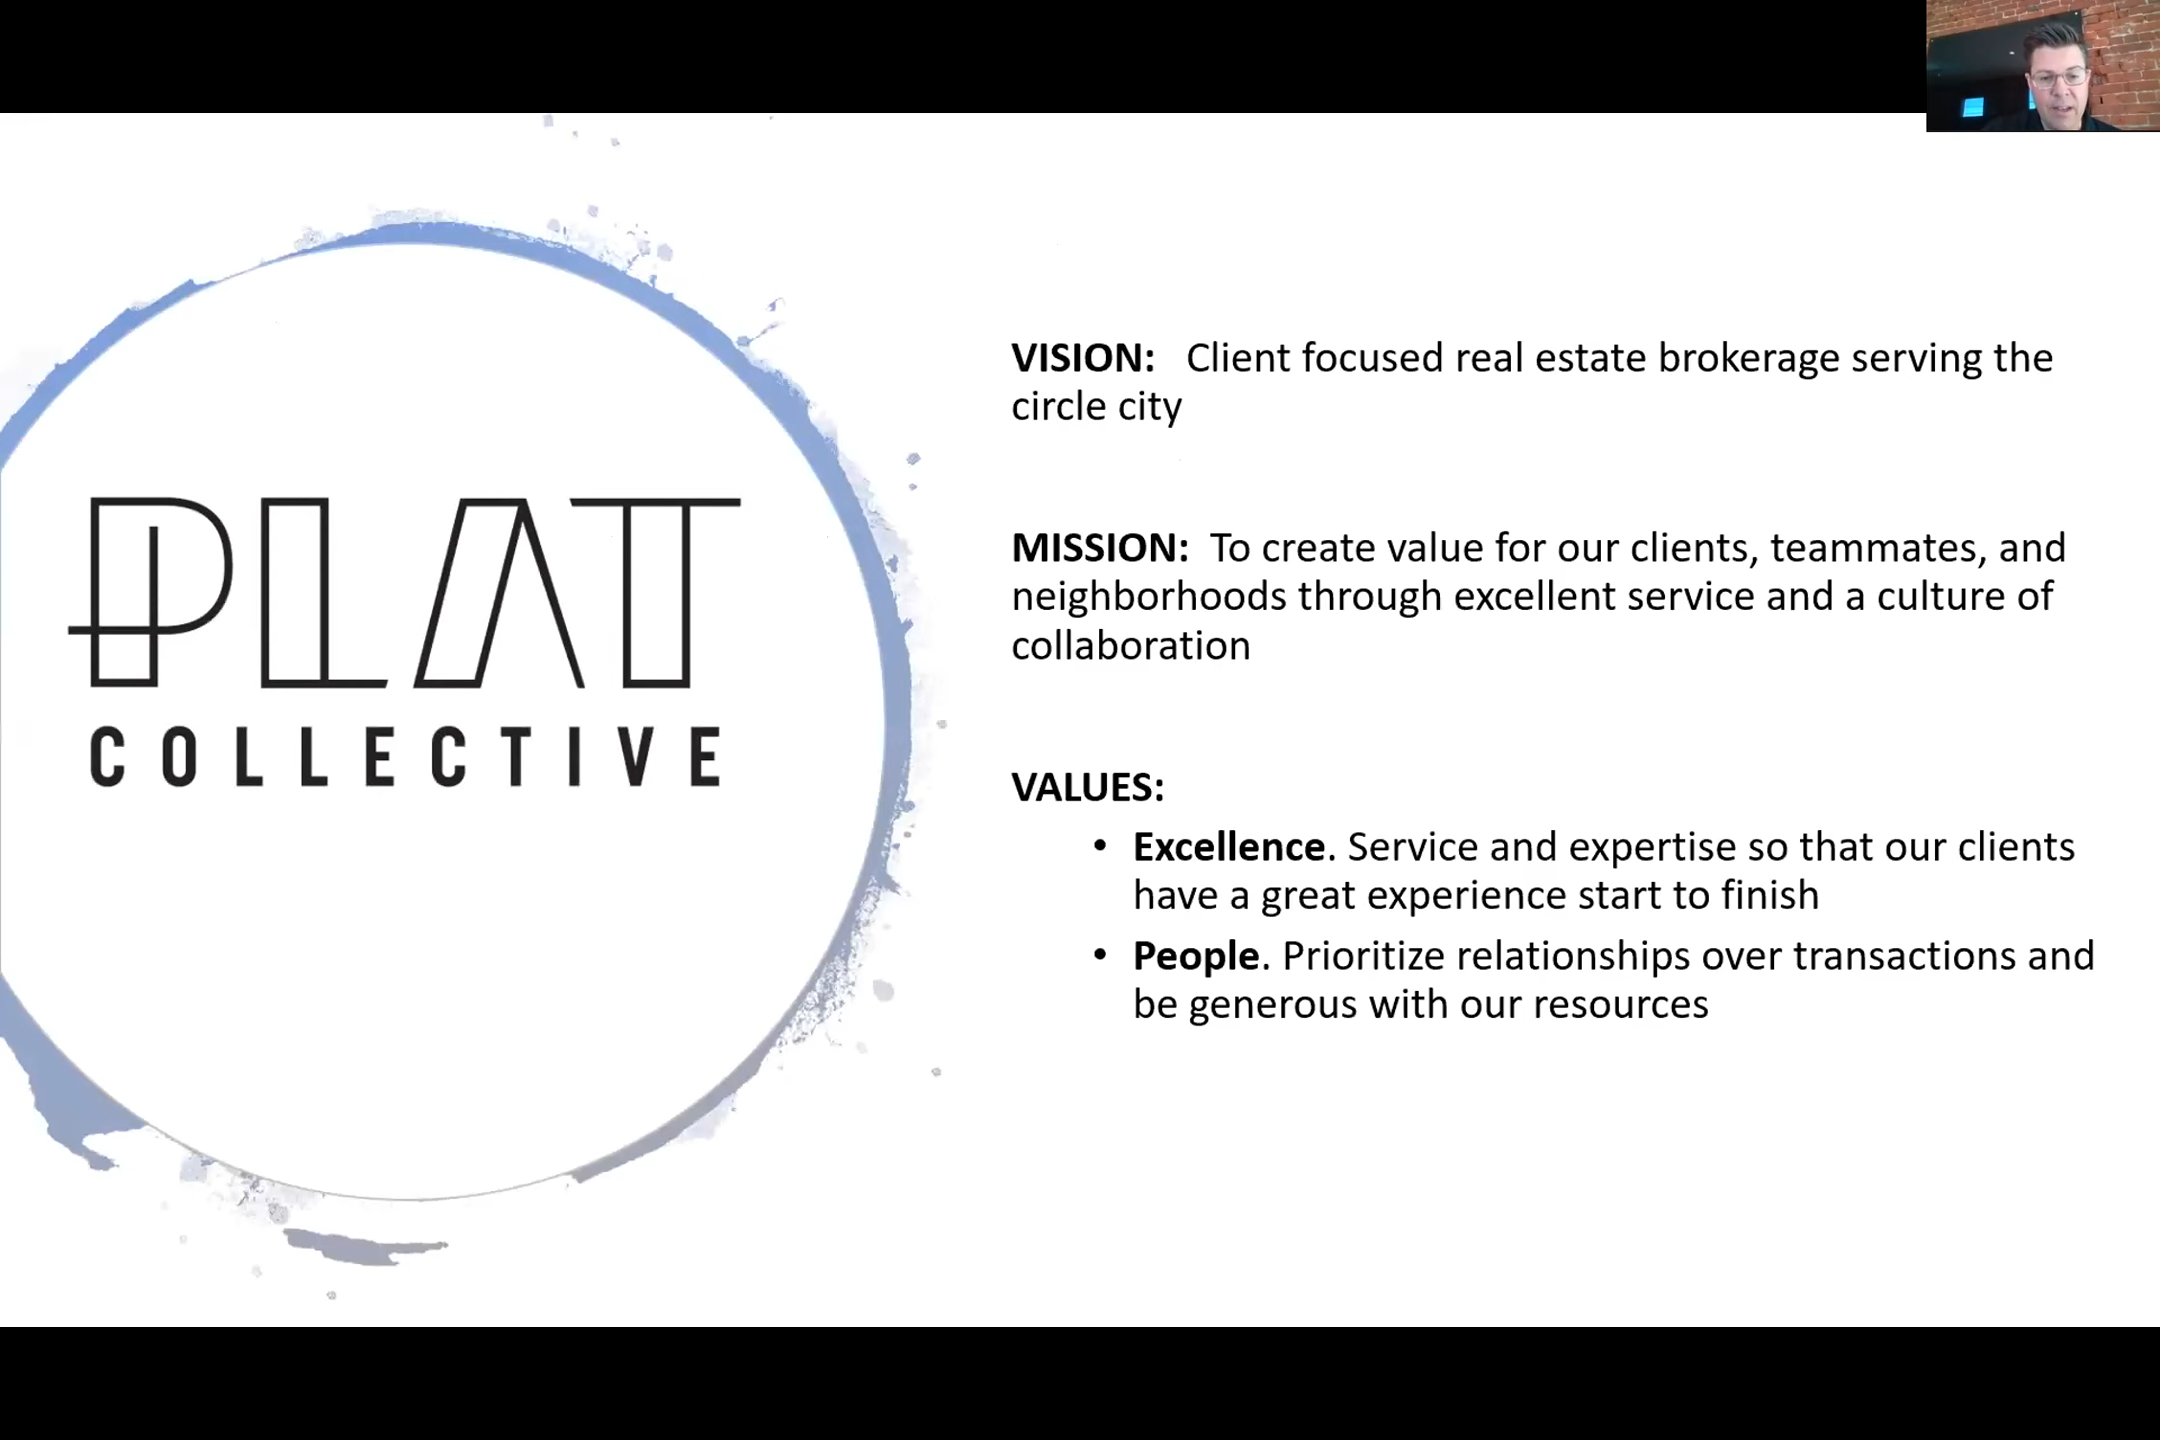 PLAT
COLLECTIVE
VISION: Client focused real estate brokerage serving the
circle city
MISSION: To create value for our clients, teammates, and
neighborhoods through excellent service and a culture of
collaboration
VALUES:
• Excellence. Service and expertise so that our clients
have a great experience start to finish
• People. Prioritize relationships over transactions and
be generous with our resources